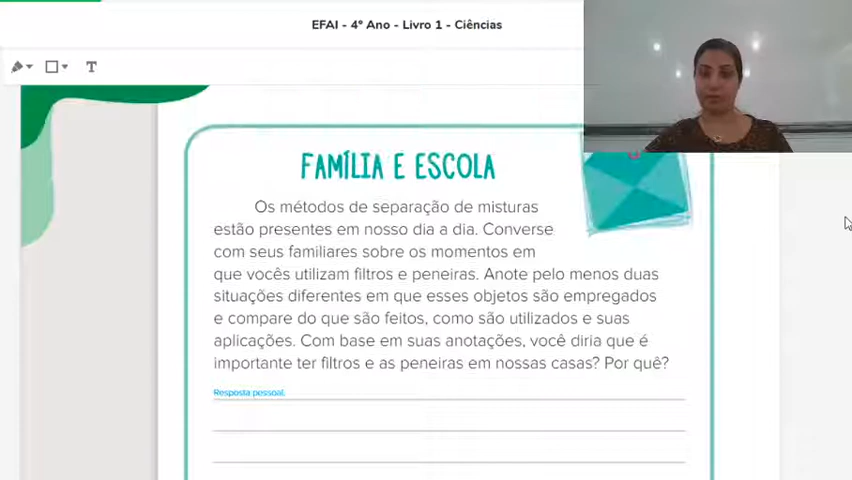 EFAI - 4º Ano - Livro 1 - Ciências
T
FAMÍLIA E ESCOLA
Os métodos de separação de misturas
estão presentes em nosso dia a dia. Converse
com seus familiares sobre os momentos em
que vocês utilizam filtros e peneiras. Anote pelo menos duas
situações diferentes em que esses objetos são empregados
e compare do que são feitos, como são utilizados e suas
aplicações. Com base em suas anotações, você diria que é
importante ter filtros e as peneiras em nossas casas? Por quê?
Resposta pessoal.